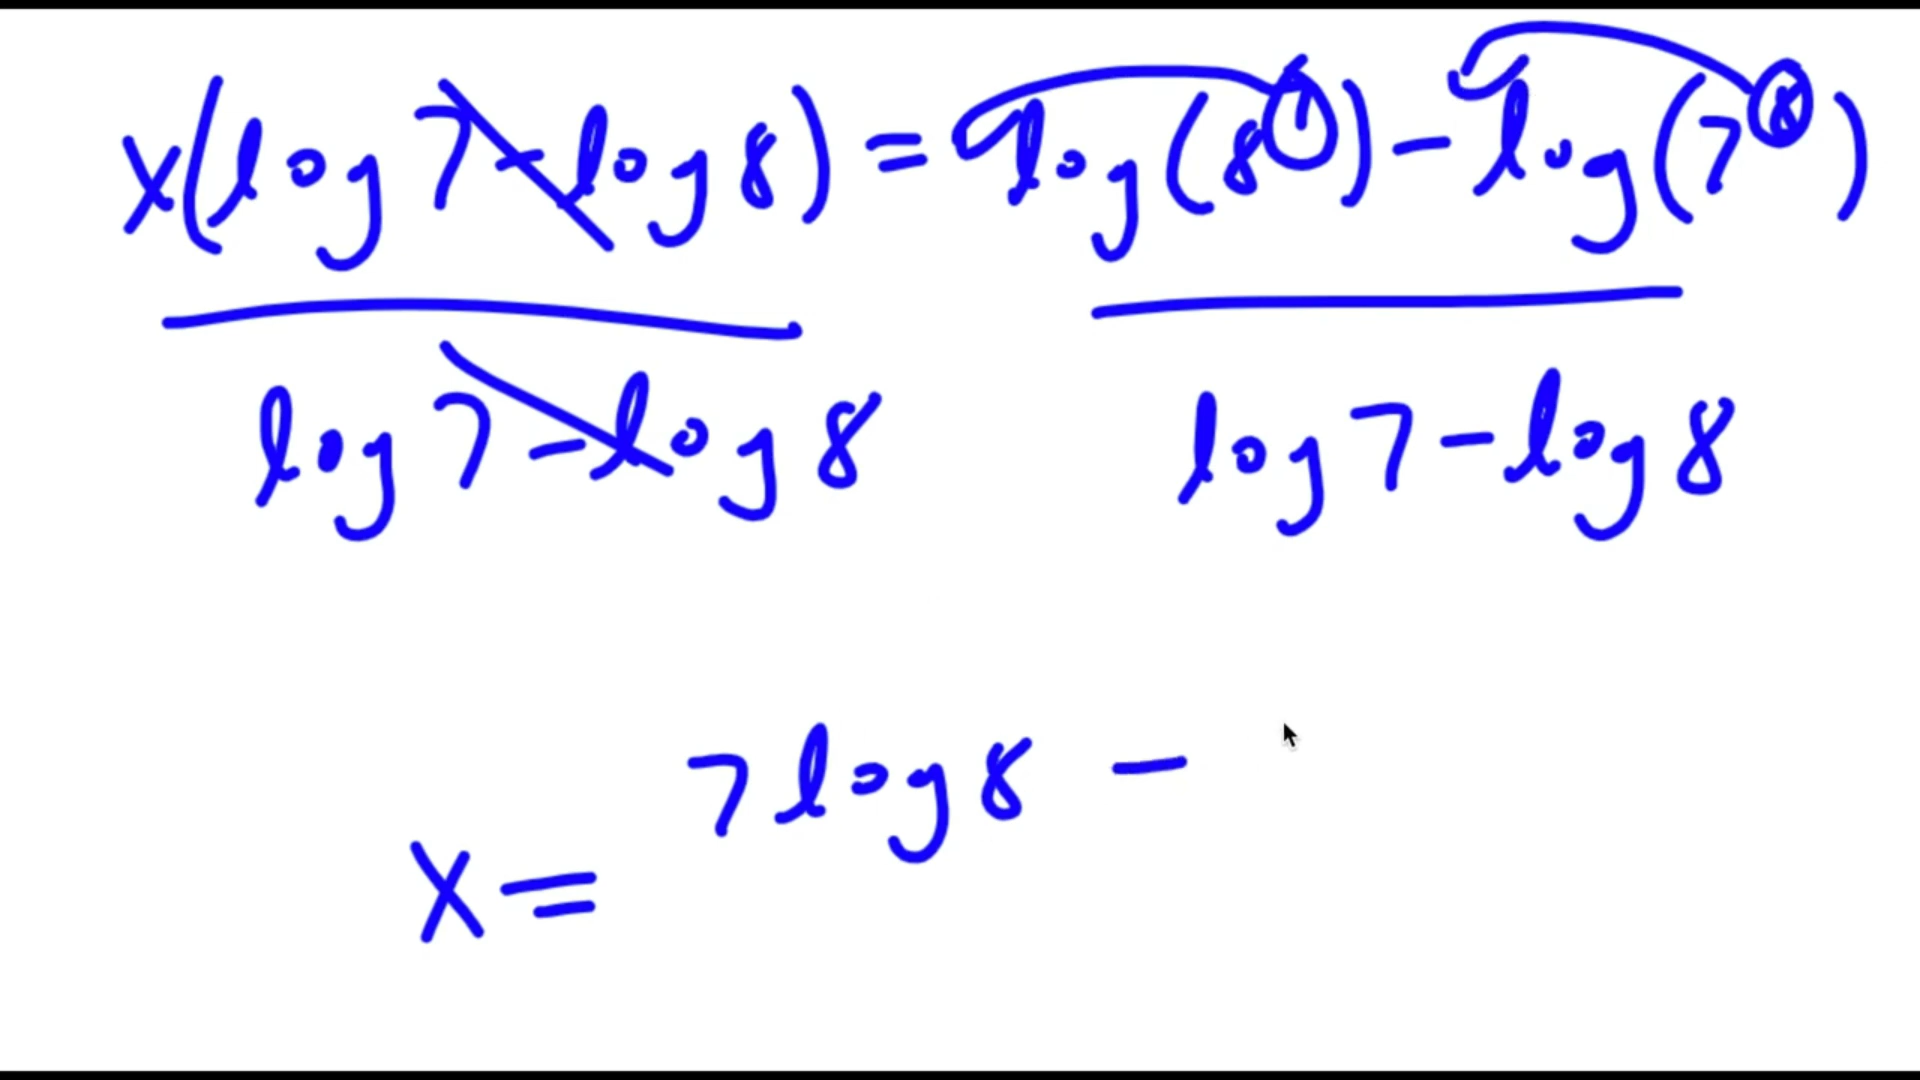 x(log 7 - log 8) = log(8^7) - log(7^8)
log 7 - log 8 log 7 - log 8
7 log 8 -
x =